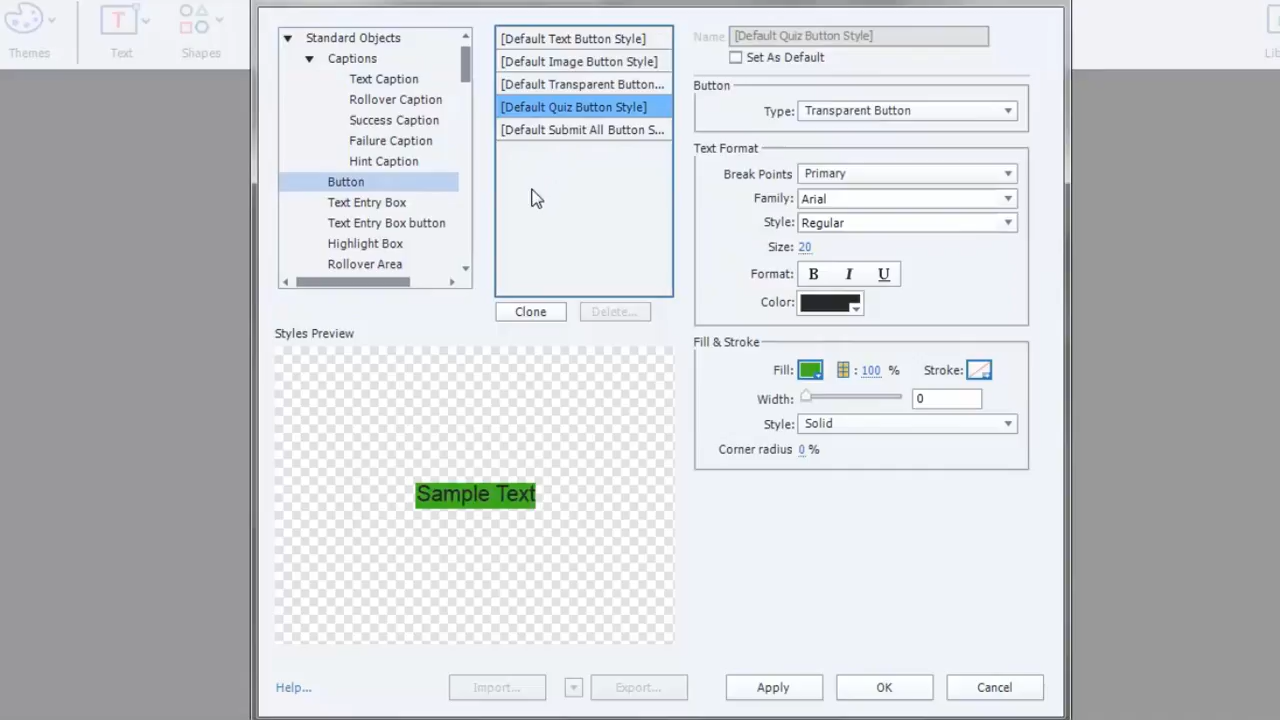 Themes
Text
Shapes
Lib
Standard Objects
Captions
Text Caption
Rollover Caption
Success Caption
Failure Caption
Hint Caption
Button
Text Entry Box
Text Entry Box button
Highlight Box
Rollover Area
[Default Text Button Style]
[Default Image Button Style]
[Default Transparent Button...
[Default Quiz Button Style]
[Default Submit All Button S...
Clone
Delete...
Name: [Default Quiz Button Style]
Set As Default
Button
Type: Transparent Button
Text Format
Break Points Primary
Family: Arial
Style: Regular
Size: 20
Format: B I U
Color:
Fill & Stroke
Fill: : 100 % Stroke:
Width: 0
Style: Solid
Corner radius 0 %
Styles Preview
Sample Text
Help...
Import...
Export...
Apply
OK
Cancel